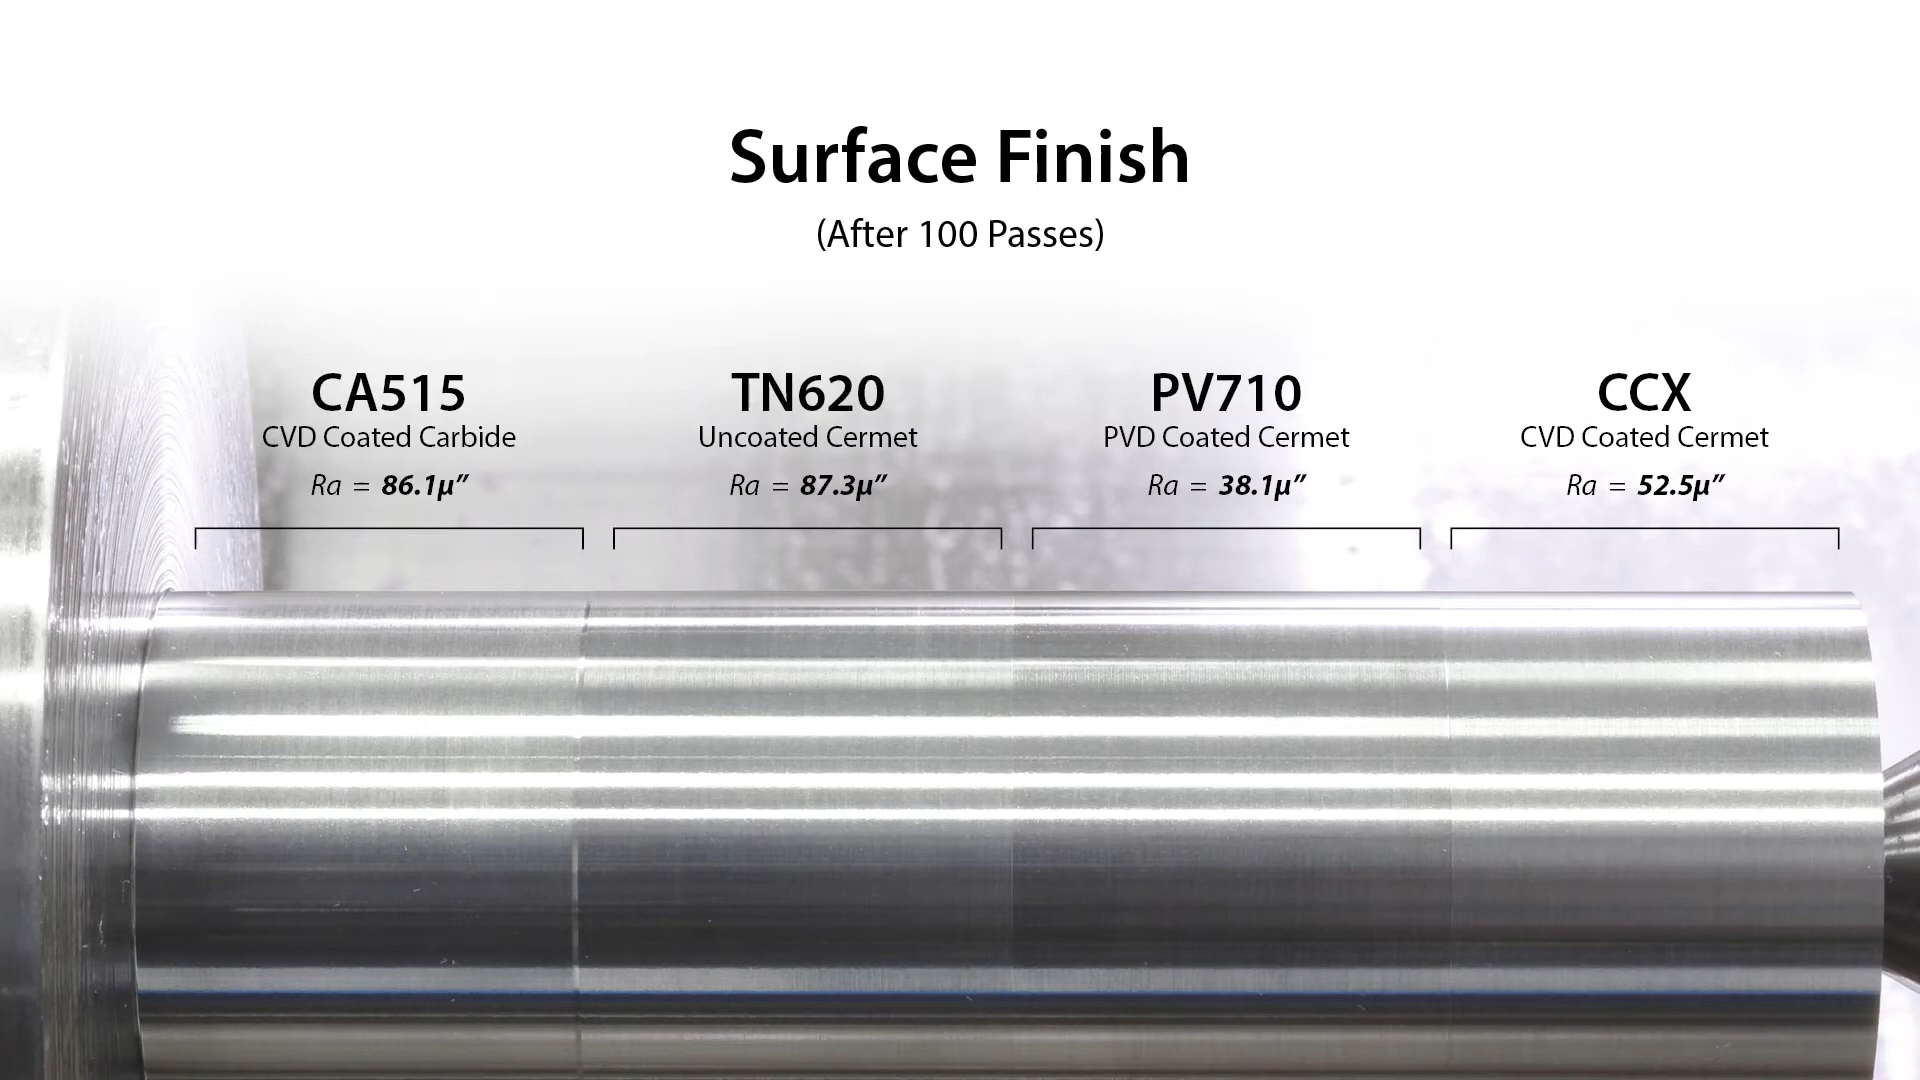 Surface Finish
(After 100 Passes)
CA515
CVD Coated Carbide
Ra = 86.1µ″
TN620
Uncoated Cermet
Ra = 87.3µ″
PV710
PVD Coated Cermet
Ra = 38.1µ″
CCX
CVD Coated Cermet
Ra = 52.5µ″